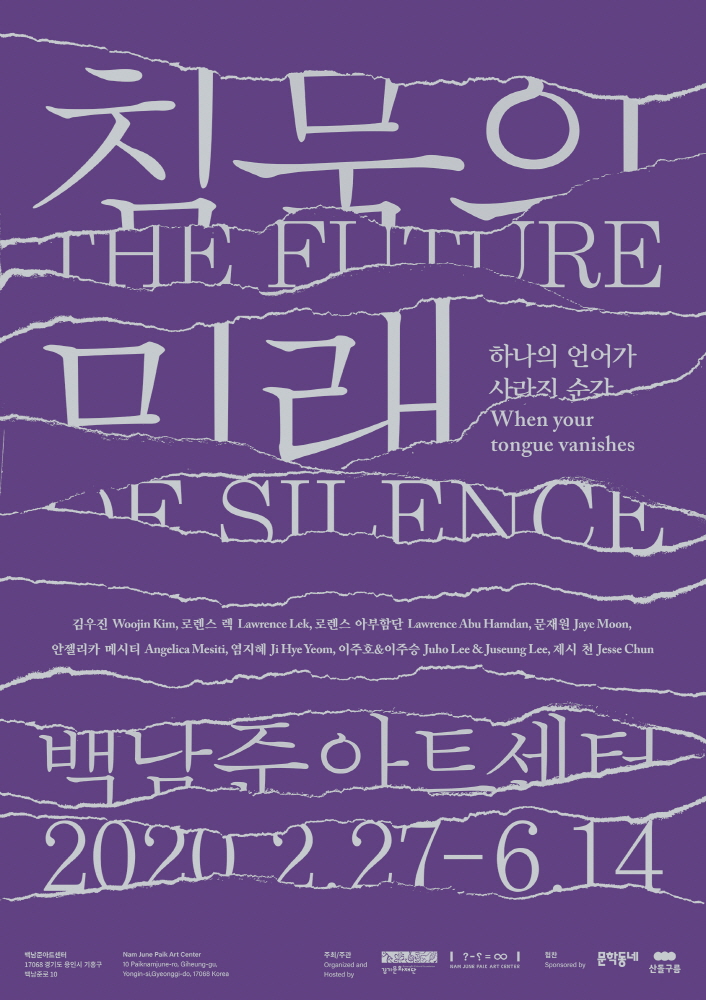 침묵의
THE FUTURE
미래
하나의 언어가
사라지 순간
When your
tongue vanishes
OF SILENCE
김우진 Woojin Kim, 로렌스 렉 Lawrence Lek, 로렌스 아부함단 Lawrence Abu Hamdan, 문재원 Jaye Moon,
안젤리카 메시티 Angelica Mesiti, 염지혜 Ji Hye Yeom, 이주호&이주승 Juho Lee & Juseung Lee, 제시 천 Jesse Chun
백남준아트센터
2020.2.27–6.14
백남준아트센터
17068 경기도 용인시 기흥구
백남준로 10
Nam June Paik Art Center
10 Paiknamjune-ro, Giheung-gu,
Yongin-si,Gyeonggi-do, 17068 Korea
주최/주관
Organized and
Hosted by
경기문화재단
NAM JUNE PAIK ART CENTER
협찬
Sponsored by
문학동네
산돌구름